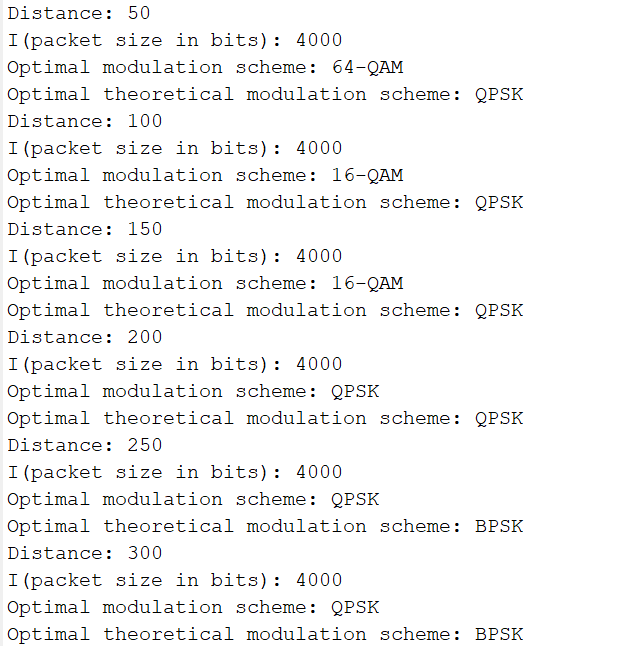 Distance: 50
I(packet size in bits): 4000
Optimal modulation scheme: 64-QAM
Optimal theoretical modulation scheme: QPSK
Distance: 100
I(packet size in bits): 4000
Optimal modulation scheme: 16-QAM
Optimal theoretical modulation scheme: QPSK
Distance: 150
I(packet size in bits): 4000
Optimal modulation scheme: 16-QAM
Optimal theoretical modulation scheme: QPSK
Distance: 200
I(packet size in bits): 4000
Optimal modulation scheme: QPSK
Optimal theoretical modulation scheme: QPSK
Distance: 250
I(packet size in bits): 4000
Optimal modulation scheme: QPSK
Optimal theoretical modulation scheme: BPSK
Distance: 300
I(packet size in bits): 4000
Optimal modulation scheme: QPSK
Optimal theoretical modulation scheme: BPSK